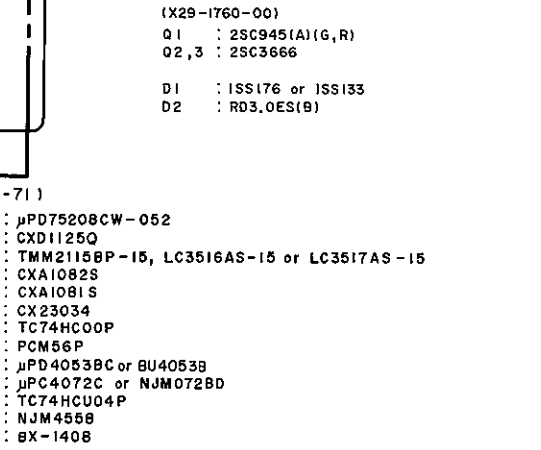 (X29-1760-00)
Q1 : 2SC945(A)(G,R)
Q2,3 : 2SC3666
D1 : ISS176 or ISS133
D2 : RD3.0ES(B)
-71)
: µPD75208CW-052
: CXD1125Q
: TMM2115BP-15, LC3516AS-15 or LC3517AS-15
: CXA1082S
: CXA1081S
: CX23034
: TC74HC00P
: PCM56P
: µPD4053BC or BU4053B
: µPC4072C or NJM072BD
: TC74HCU04P
: NJM4558
: BX-1408